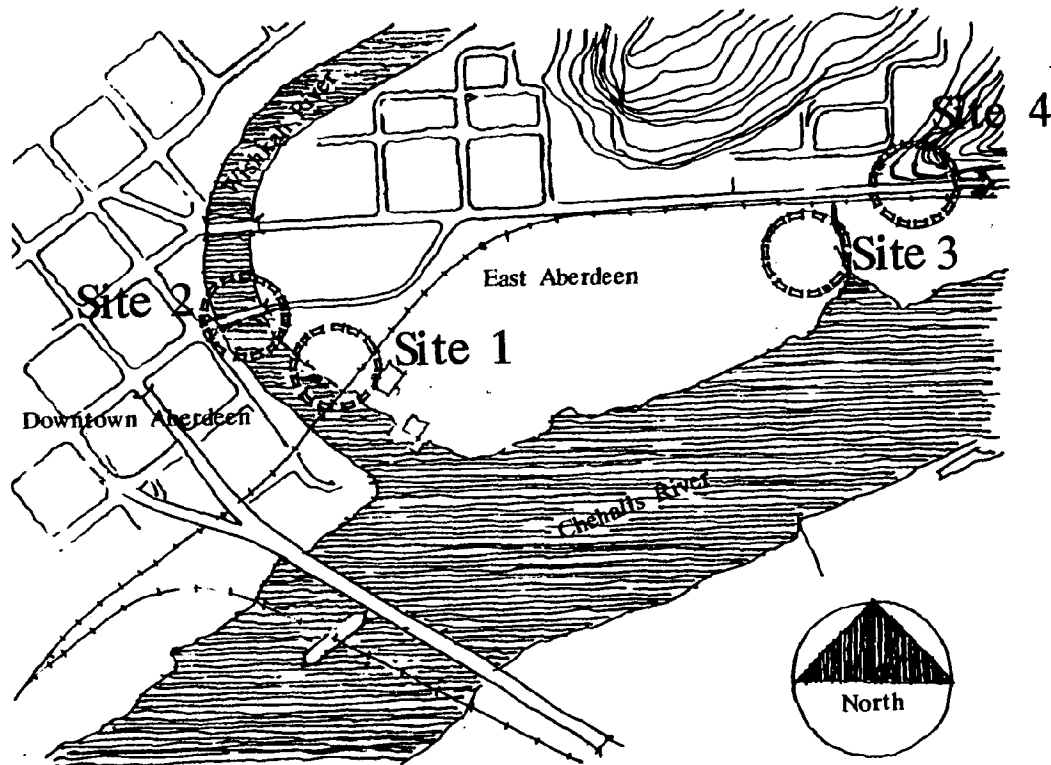 Wishkah River
Site 4
Site 3
East Aberdeen
Site 2
Site 1
Downtown Aberdeen
Chehalis River
North